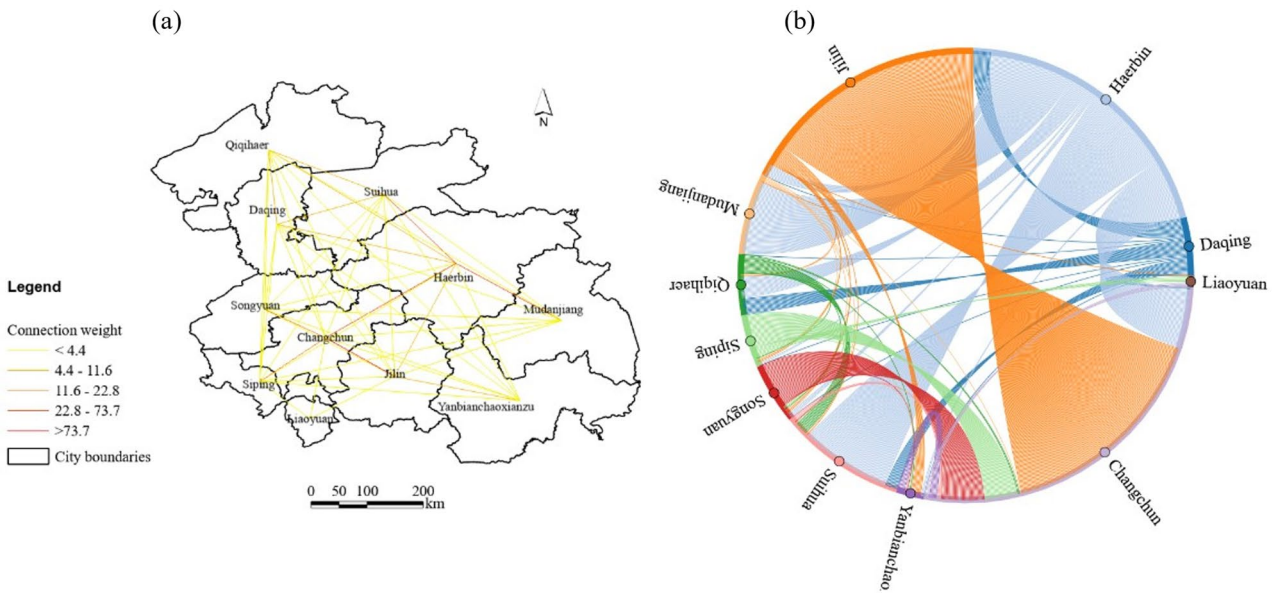 (a)
N
Qiqihaer
Suihua
Daqing
Haerbin
Songyuan
Mudanjiang
Changchun
Siping
Jilin
Yanbianchaoxianzu
Liaoyuan
Legend
Connection weight
< 4.4
4.4 - 11.6
11.6 - 22.8
22.8 - 73.7
>73.7
City boundaries
0 50 100 200
km
(b)
Jilin
Haerbin
Mudanjiang
Daqing
Qiqihaer
Liaoyuan
Siping
Songyuan
Suihua
Yanbianchao
Changchun